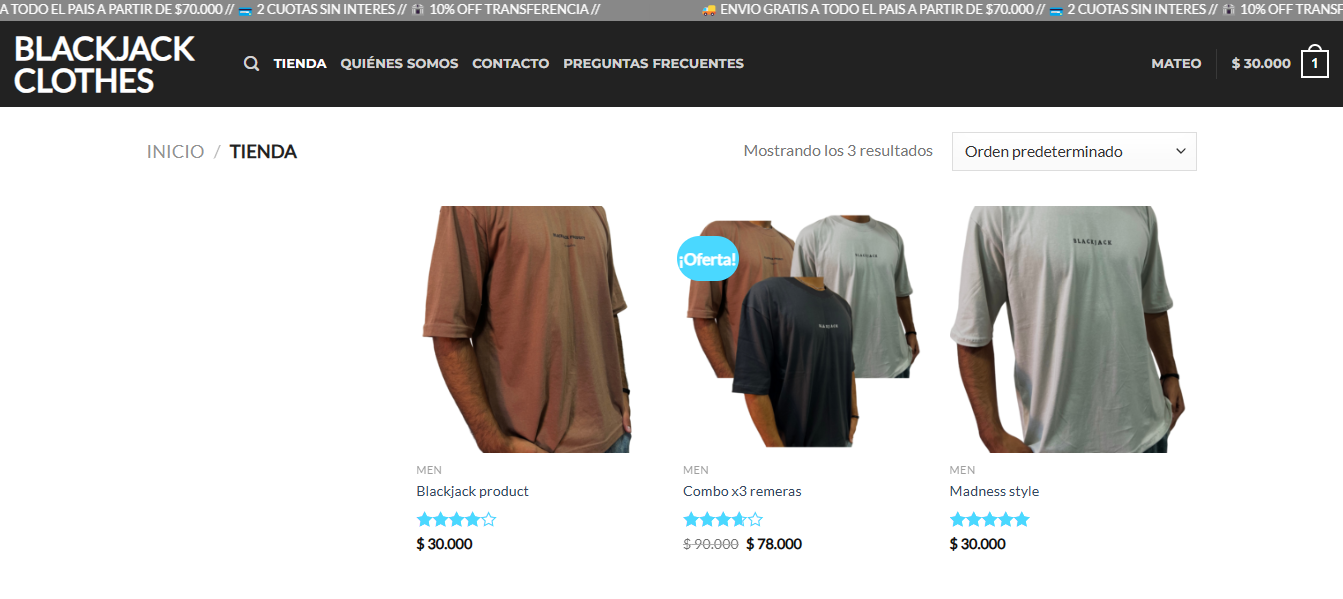 A TODO EL PAIS A PARTIR DE $70.000 // 2 CUOTAS SIN INTERES // 10% OFF TRANSFERENCIA // ENVIO GRATIS A TODO EL PAIS A PARTIR DE $70.000 // 2 CUOTAS SIN INTERES // 10% OFF TRANSF
BLACKJACK
CLOTHES
TIENDA QUIÉNES SOMOS CONTACTO PREGUNTAS FRECUENTES MATEO $ 30.000 1
INICIO / TIENDA Mostrando los 3 resultados Orden predeterminado
BLACKJACK
¡Oferta!
MEN MEN MEN
Blackjack product Combo x3 remeras Madness style
$ 30.000 $ 90.000 $ 78.000 $ 30.000